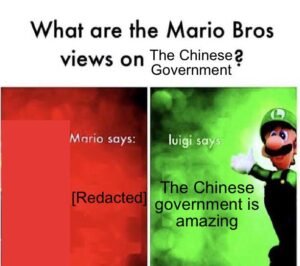 What are the Mario Bros
views on The Chinese
Government?
Mario says:
[Redacted]
luigi says
The Chinese
government is
amazing